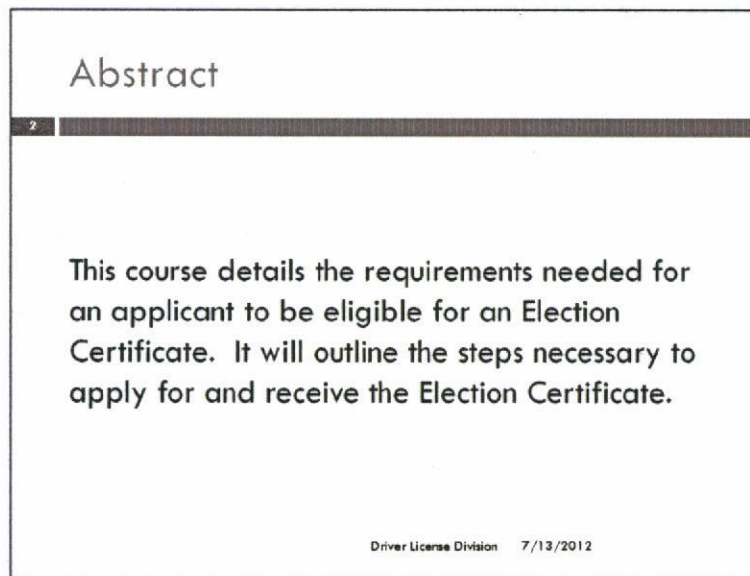 Abstract
2
This course details the requirements needed for
an applicant to be eligible for an Election
Certificate.  It will outline the steps necessary to
apply for and receive the Election Certificate.
Driver License Division 7/13/2012